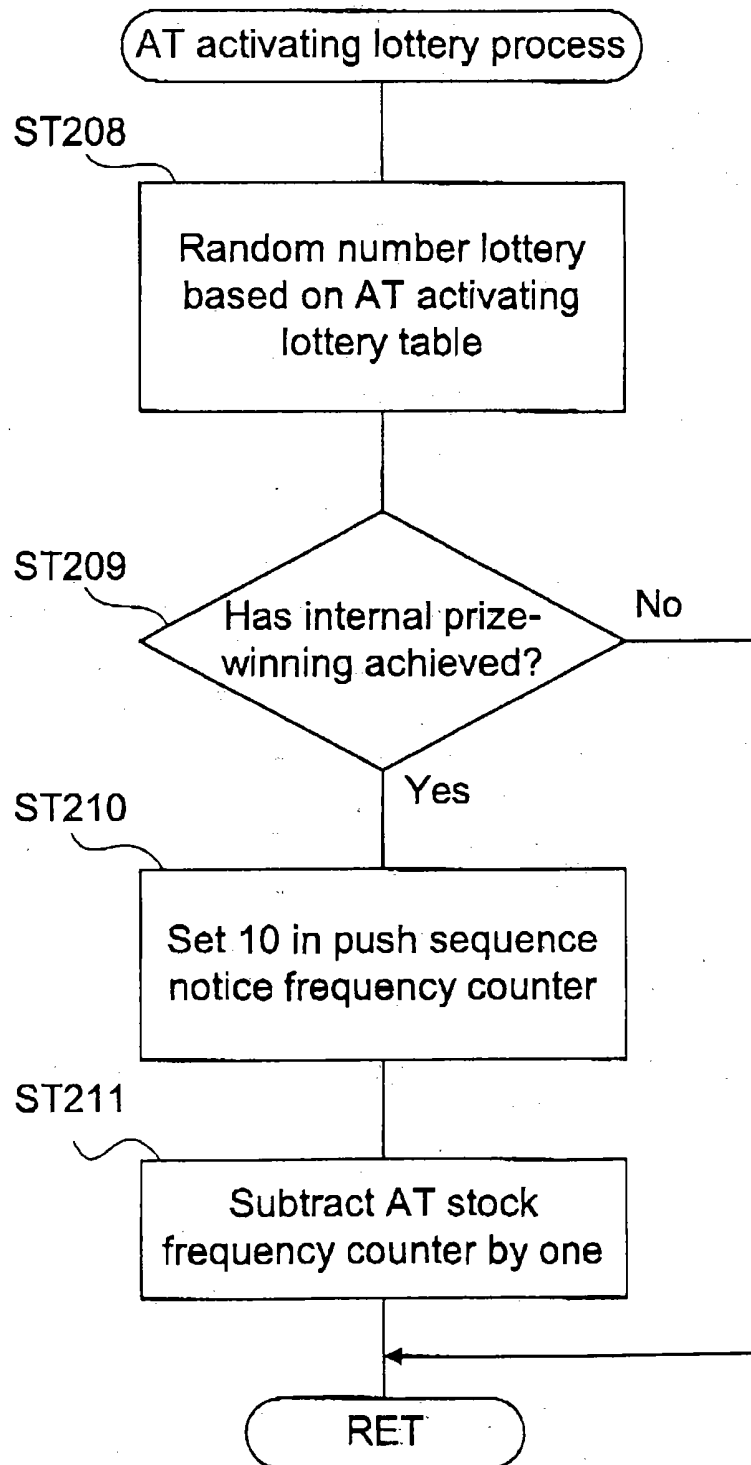 AT activating lottery process
ST208
Random number lottery
based on AT activating
lottery table
ST209
Has internal prize-
winning achieved?
No
Yes
ST210
Set 10 in push sequence
notice frequency counter
ST211
Subtract AT stock
frequency counter by one
RET